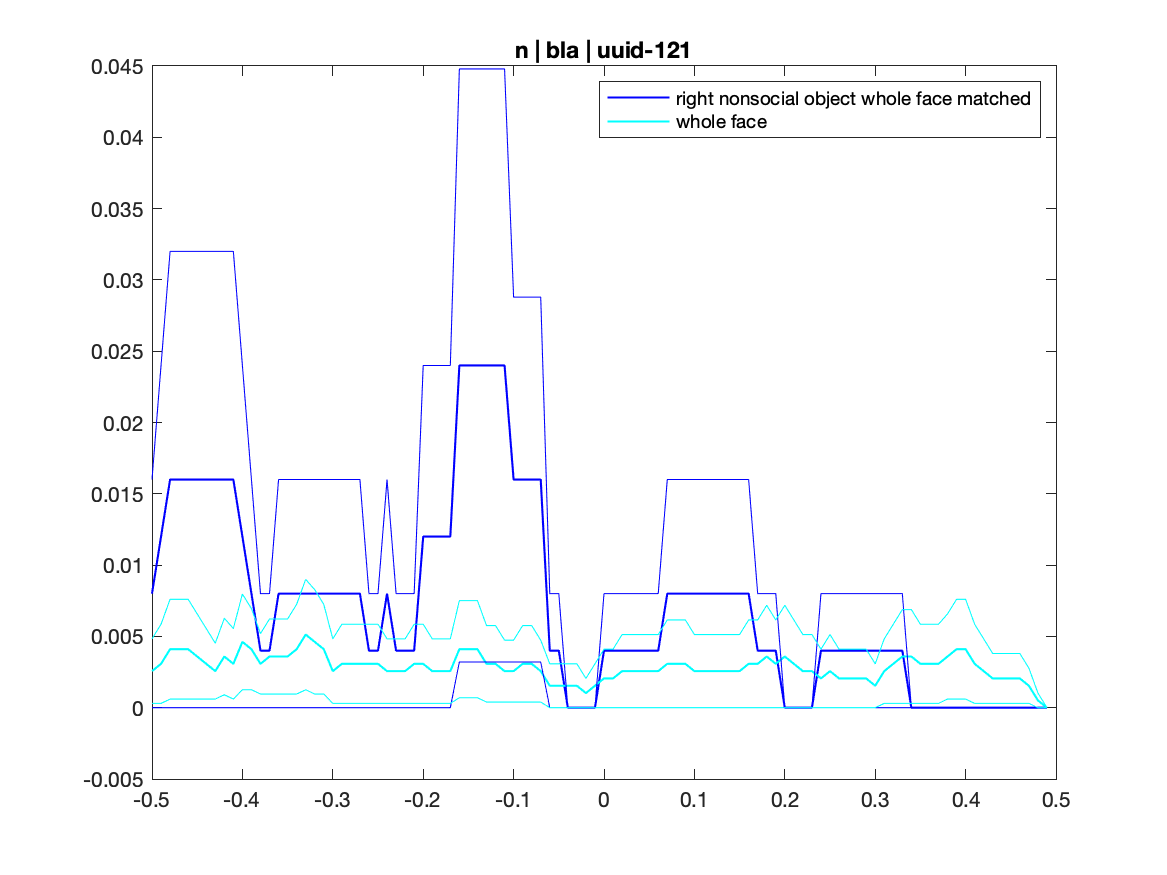 n | bla | uuid-121
right nonsocial object whole face matched
whole face
0.045
0.04
0.035
0.03
0.025
0.02
0.015
0.01
0.005
0
-0.005
-0.5 -0.4 -0.3 -0.2 -0.1 0 0.1 0.2 0.3 0.4 0.5